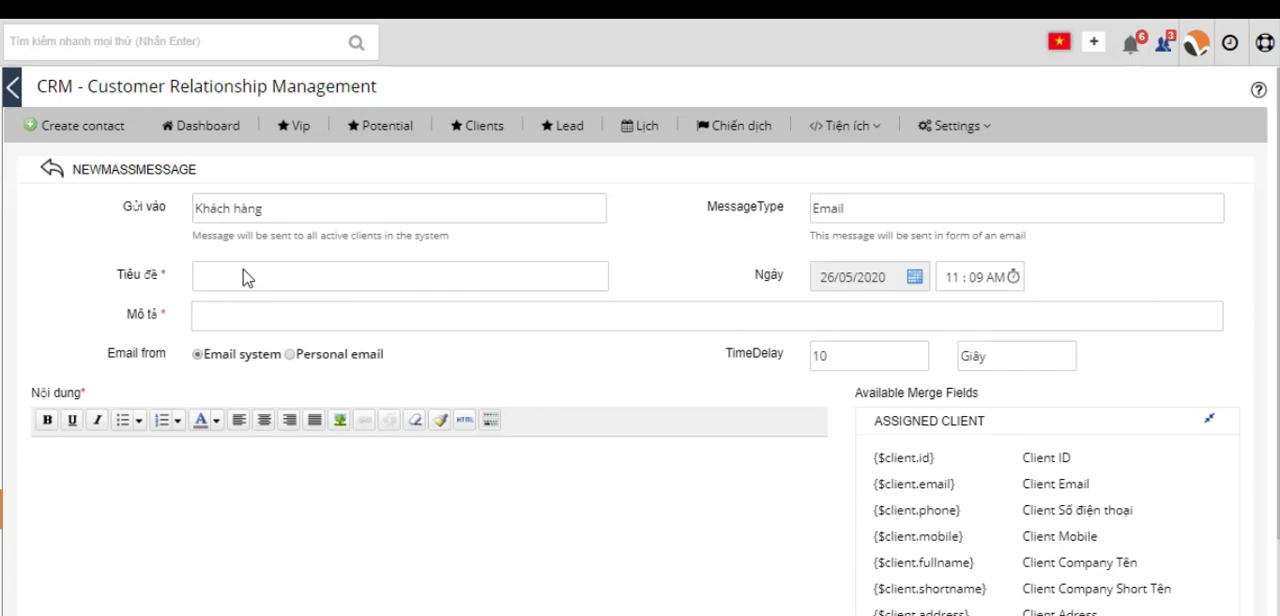 Tìm kiếm nhanh mọi thứ (Nhấn Enter)
+ 6 3
CRM - Customer Relationship Management
Create contact Dashboard Vip Potential Clients Lead Lịch Chiến dịch Tiện ích Settings
NEWMASSMESSAGE
Gửi vào Khách hàng MessageType Email
Message will be sent to all active clients in the system This message will be sent in form of an email
Tiêu đề * Ngày 26/05/2020 11 : 09 AM
Mô tả *
Email from Email system Personal email TimeDelay 10 Giây
Nội dung* Available Merge Fields
B U I A HTML ASSIGNED CLIENT
{$client.id} Client ID
{$client.email} Client Email
{$client.phone} Client Số điện thoại
{$client.mobile} Client Mobile
{$client.fullname} Client Company Tên
{$client.shortname} Client Company Short Tên
{$client.address} Client Adress